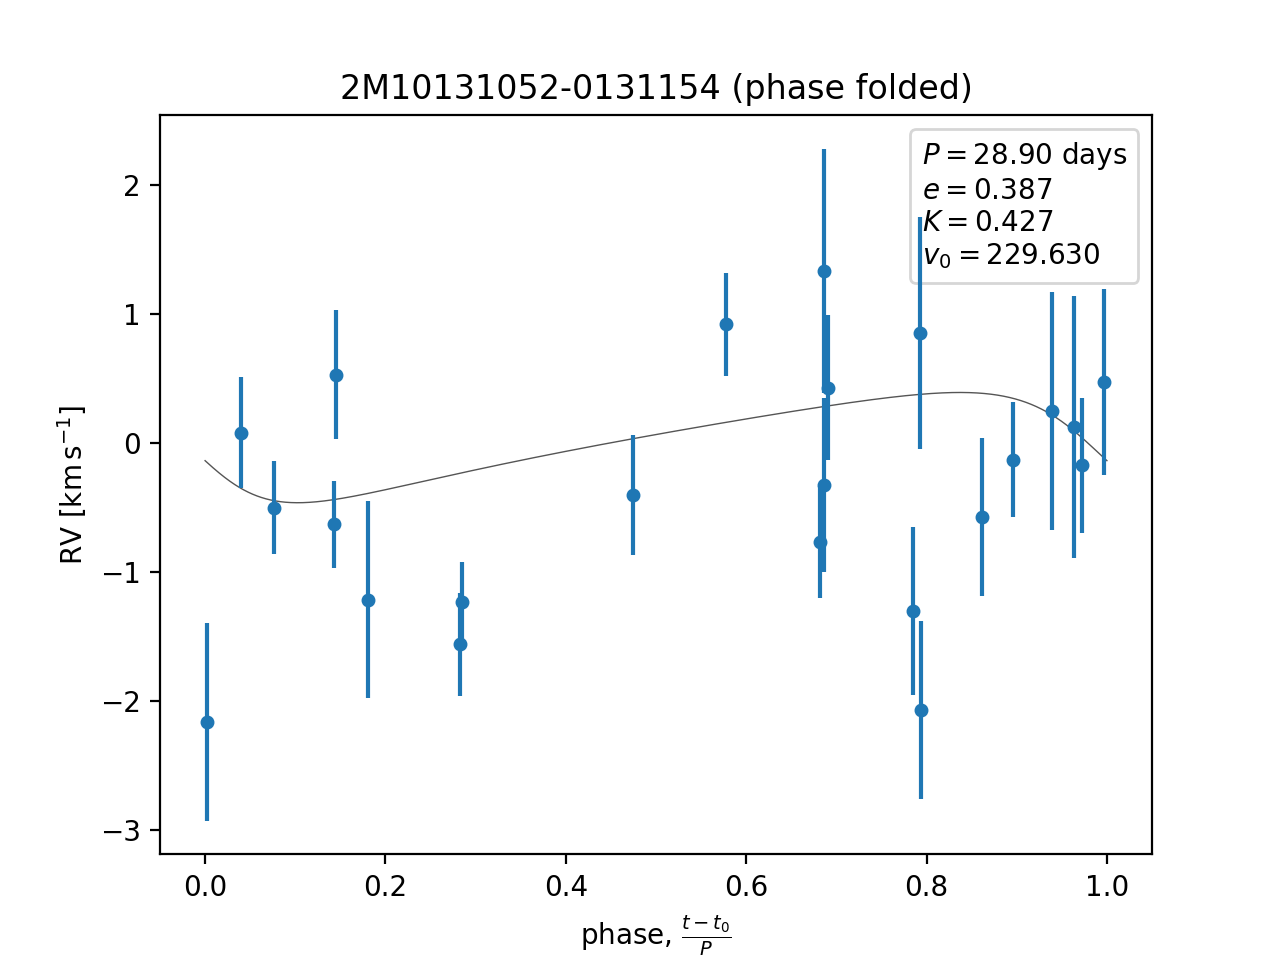 2M10131052-0131154 (phase folded)
P = 28.90 days
e = 0.387
K = 0.427
v₀ = 229.630
RV [km s⁻¹]
2
1
0
−1
−2
−3
0.0 0.2 0.4 0.6 0.8 1.0
phase, (t − t₀)/P